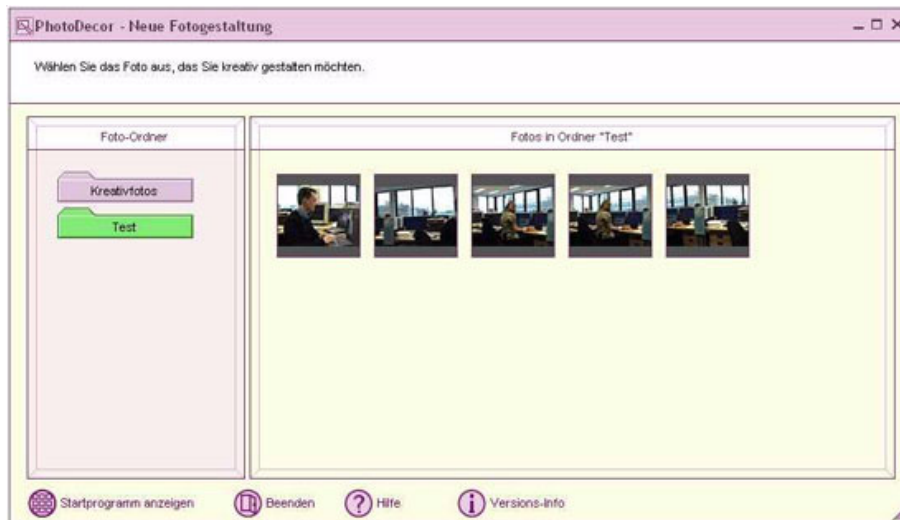 PhotoDecor - Neue Fotogestaltung
Wählen Sie das Foto aus, das Sie kreativ gestalten möchten.
Foto-Ordner
Fotos in Ordner "Test"
Kreativfotos
Test
Startprogramm anzeigen
Beenden
Hilfe
Versions-Info